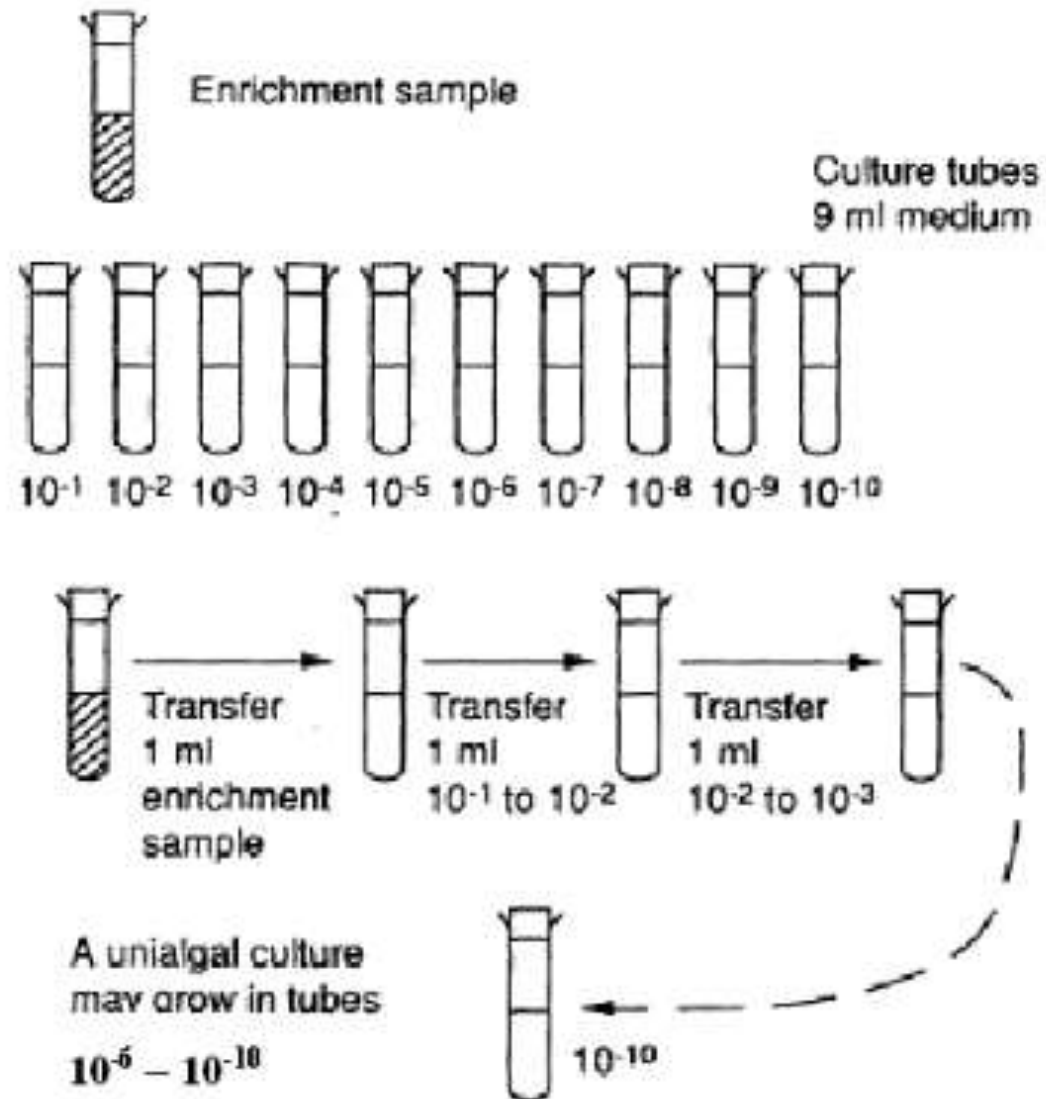 Enrichment sample
Culture tubes
9 ml medium
10⁻¹ 10⁻² 10⁻³ 10⁻⁴ 10⁻⁵ 10⁻⁶ 10⁻⁷ 10⁻⁸ 10⁻⁹ 10⁻¹⁰
Transfer
1 ml
enrichment
sample
Transfer
1 ml
10⁻¹ to 10⁻²
Transfer
1 ml
10⁻² to 10⁻³
A unialgal culture
may grow in tubes
10⁻⁶ – 10⁻¹⁰
10⁻¹⁰